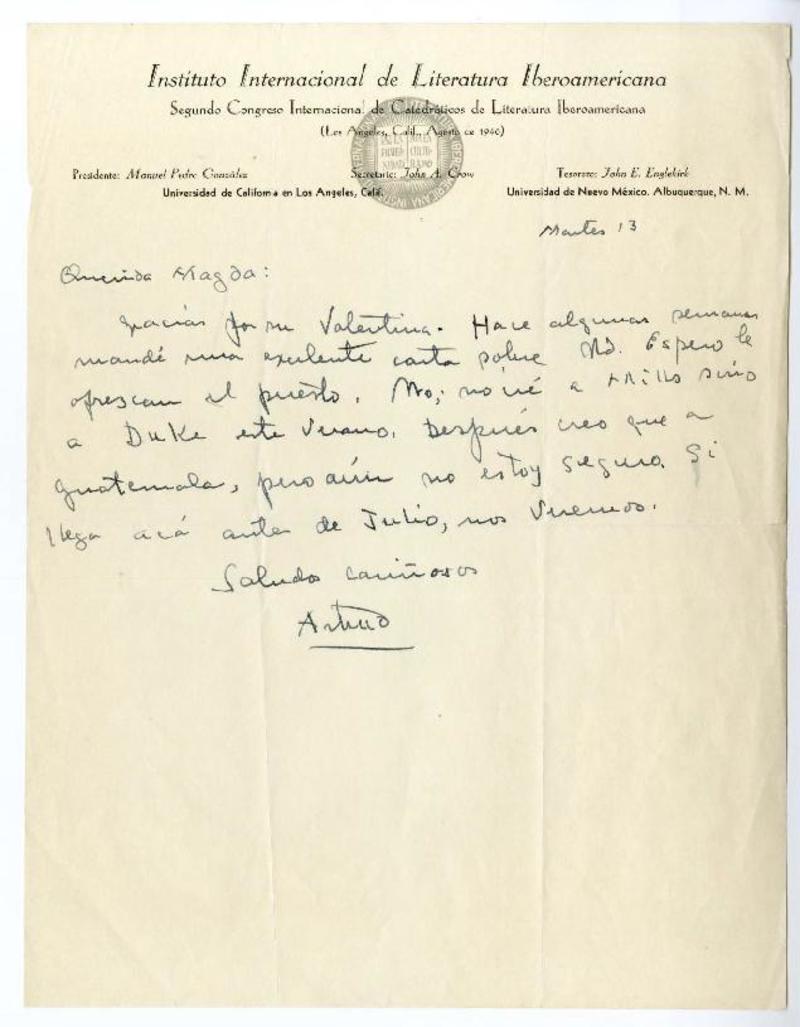 Instituto Internacional de Literatura Iberoamericana
Segundo Congreso Internacional de Catedráticos de Literatura Iberoamericana
(Los Angeles, Calif., Agosto de 1940)
Presidente: Manuel Pedro González Secretario: John A. Crow Tesorero: John E. Englekirk
Universidad de California en Los Angeles, Calif. Universidad de Nuevo México. Albuquerque, N. M.
Martes 13
Querida Magda:
Gracias por su Valentina. Hace algunas semanas
mandé una excelente carta sobre Ud. Espero le
ofrezcan el puesto. No, no iré a Mills sino
a Duke este verano. Después creo que a
Guatemala, pero aún no estoy seguro. Si
llega acá antes de Julio, nos veremos.
Saludos cariñosos
Arturo